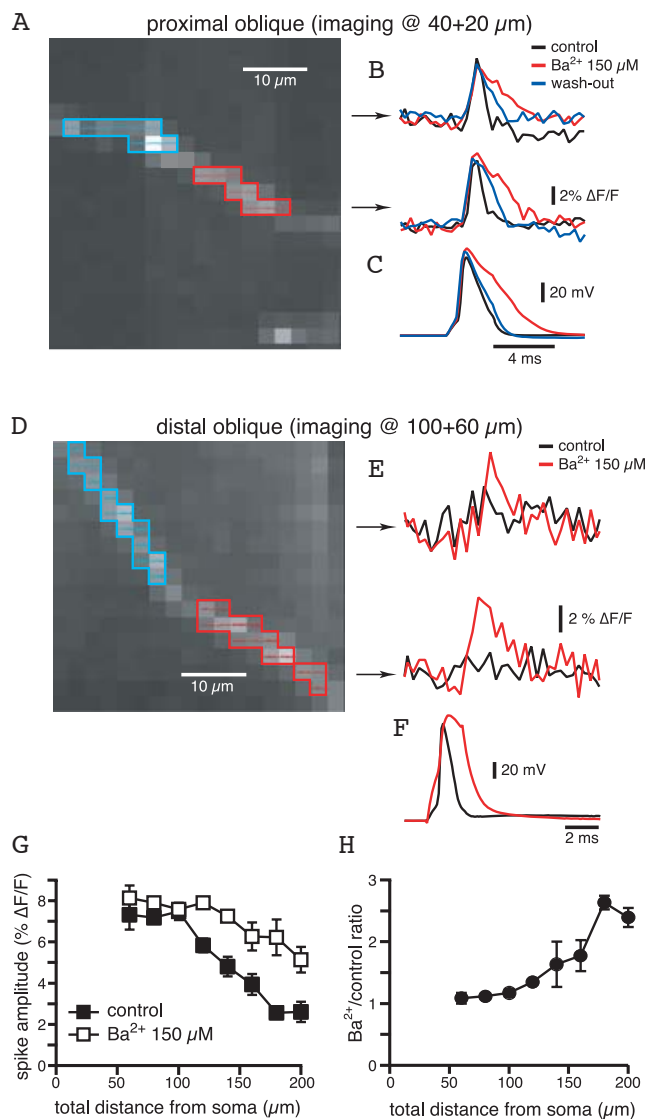 A proximal oblique (imaging @ 40+20 µm)
10 µm
B
control
Ba²⁺ 150 µM
wash-out
2% ΔF/F
C
20 mV
4 ms
D distal oblique (imaging @ 100+60 µm)
10 µm
E
control
Ba²⁺ 150 µM
2 % ΔF/F
F
20 mV
2 ms
G
spike amplitude (% ΔF/F)
8
6
4
2
0
control
Ba²⁺ 150 µM
0 50 100 150 200
total distance from soma (µm)
H
Ba²⁺/control ratio
3
2
1
0
0 50 100 150 200
total distance from soma (µm)